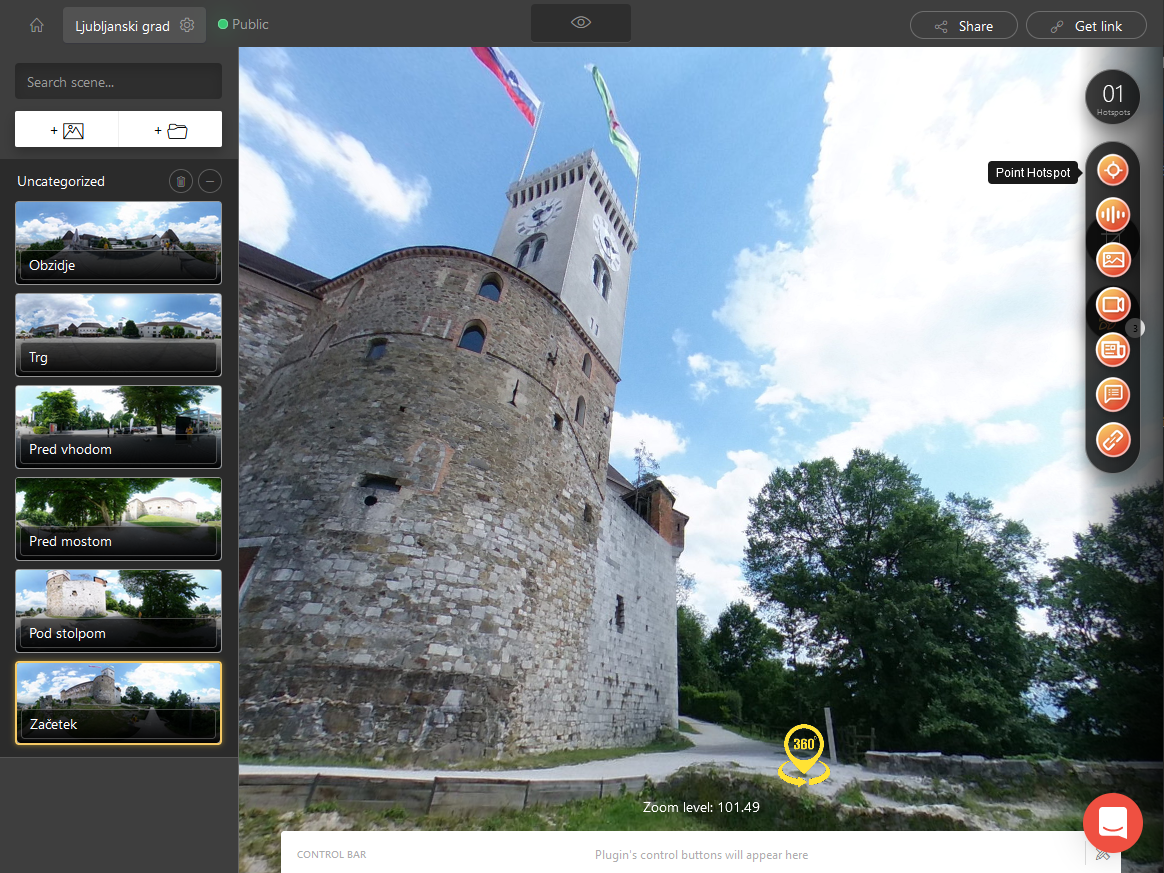 Ljubljanski grad
Public
Share
Get link
Search scene...
+
+
Uncategorized
Obzidje
Trg
Pred vhodom
Pred mostom
Pod stolpom
Začetek
01
Hotspots
Point Hotspot
3
360°
Zoom level: 101.49
CONTROL BAR
Plugin's control buttons will appear here